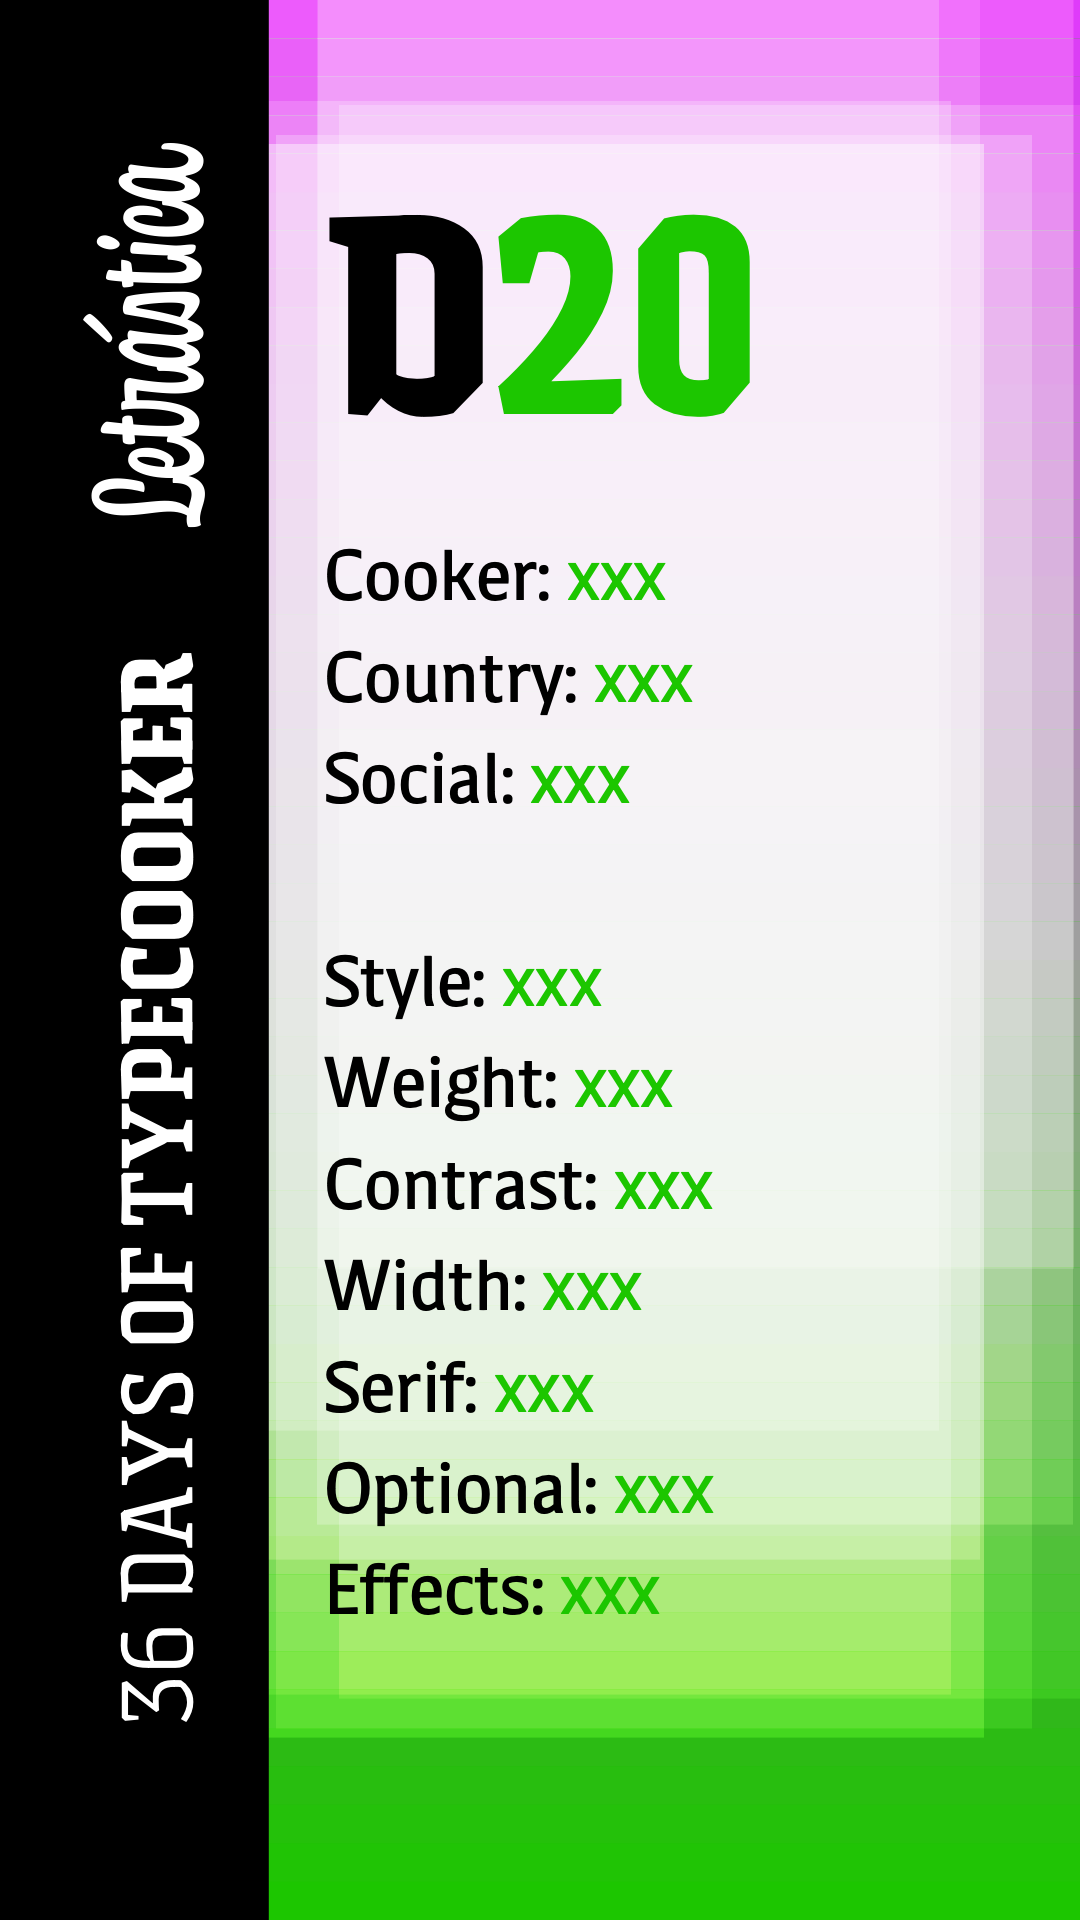 Letrástica
36 DAYS OF TYPECOOKER
D20
Cooker: xxx
Country: xxx
Social: xxx
Style: xxx
Weight: xxx
Contrast: xxx
Width: xxx
Serif: xxx
Optional: xxx
Effects: xxx